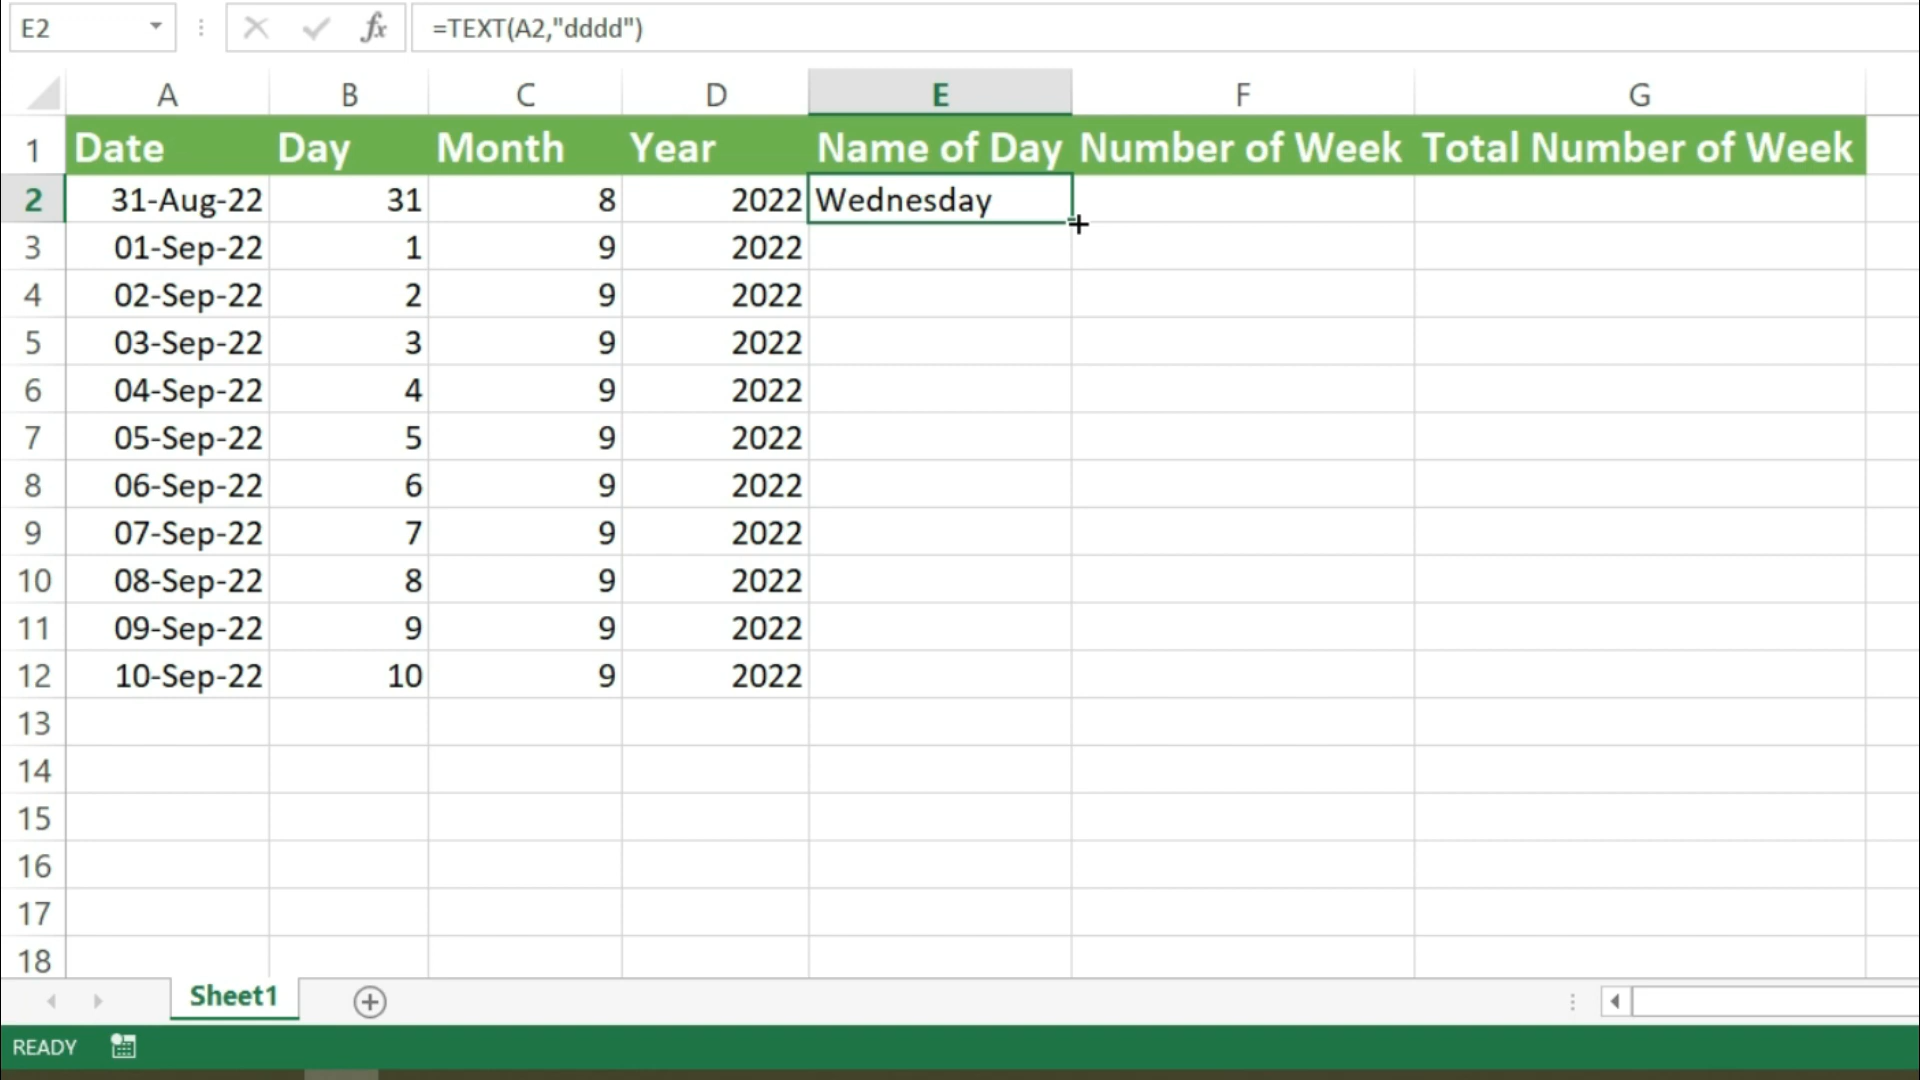 E2 fx =TEXT(A2,"dddd")
A B C D E F G
1 Date Day Month Year Name of Day Number of Week Total Number of Week
2 31-Aug-22 31 8 2022 Wednesday
3 01-Sep-22 1 9 2022
4 02-Sep-22 2 9 2022
5 03-Sep-22 3 9 2022
6 04-Sep-22 4 9 2022
7 05-Sep-22 5 9 2022
8 06-Sep-22 6 9 2022
9 07-Sep-22 7 9 2022
10 08-Sep-22 8 9 2022
11 09-Sep-22 9 9 2022
12 10-Sep-22 10 9 2022
13
14
15
16
17
18
Sheet1
READY